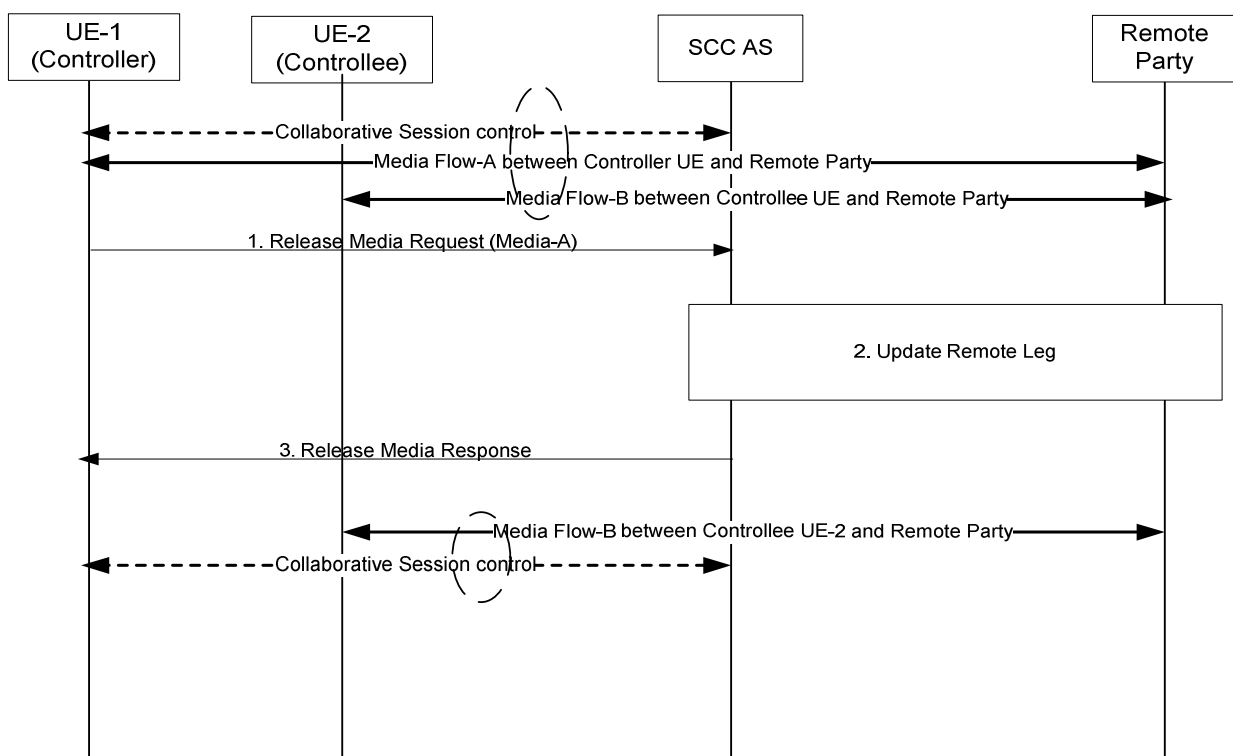 UE-1
(Controller)
UE-2
(Controllee)
SCC AS
Remote
Party
Collaborative Session control
Media Flow-A between Controller UE and Remote Party
Media Flow-B between Controllee UE and Remote Party
1. Release Media Request (Media-A)
2. Update Remote Leg
3. Release Media Response
Media Flow-B between Controllee UE-2 and Remote Party
Collaborative Session control